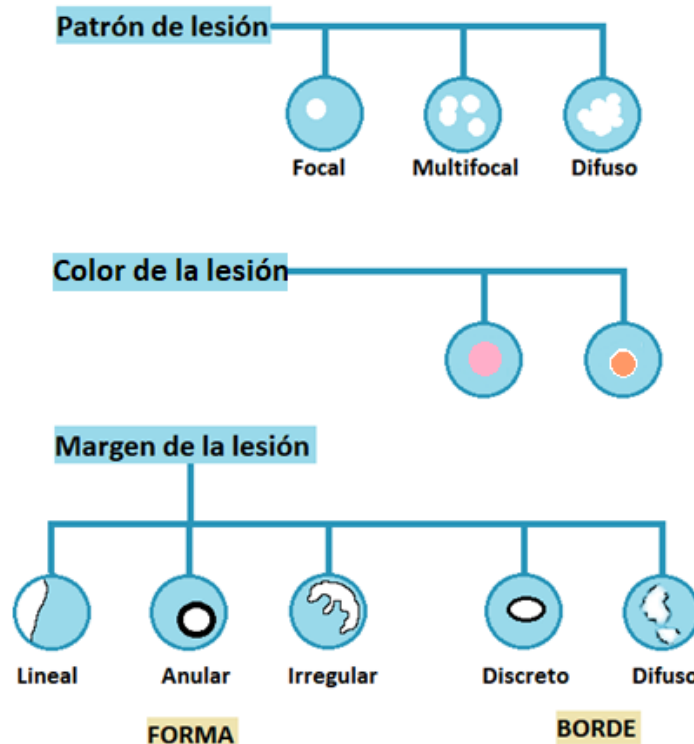 Patrón de lesión
Focal Multifocal Difuso
Color de la lesión
Margen de la lesión
Lineal Anular Irregular Discreto Difuso
FORMA BORDE